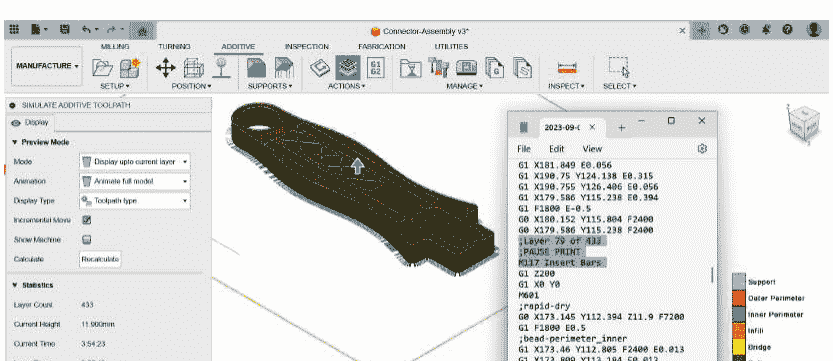 Connector-Assembly v3*
MILLING TURNING ADDITIVE INSPECTION FABRICATION UTILITIES
MANUFACTURE
G1
G2
G
SETUP POSITION SUPPORTS ACTIONS MANAGE INSPECT SELECT
SIMULATE ADDITIVE TOOLPATH
Display
Preview Mode
Mode Display upto current layer
Animation Animate full model
Display Type Toolpath type
Incremental Move
Show Machine
Calculate Recalculate
Statistics
Layer Count 433
Current Height 11.900mm
Current Time 3:54:23
2023-09-
File Edit View
G1 X181.849 E0.056
G1 X190.75 Y124.138 E0.315
G1 X190.755 Y126.406 E0.056
G1 X179.586 Y115.238 E0.394
G1 F1800 E-0.5
G0 X180.152 Y115.804 F2400
G0 X179.586 Y115.238 F2400
;Layer 79 of 433
;PAUSE PRINT
M117 Insert Bars
G1 Z200
G1 X0 Y0
M601
;rapid-dry
G0 X173.145 Y112.394 Z11.9 F7200
G1 F1800 E0.5
;bead-perimeter_inner
G1 X173.46 Y112.805 F2400 E0.013
Support
Outer Perimeter
Inner Perimeter
Infill
Bridge